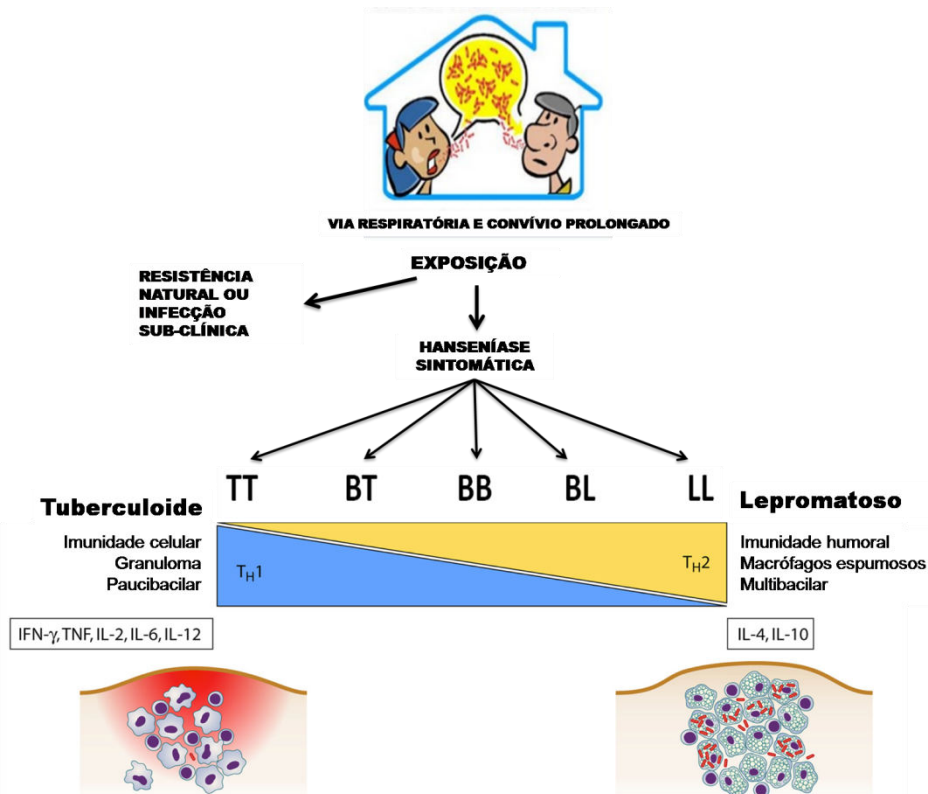 VIA RESPIRATÓRIA E CONVÍVIO PROLONGADO
EXPOSIÇÃO
RESISTÊNCIA
NATURAL OU
INFECÇÃO
SUB-CLÍNICA
HANSENÍASE
SINTOMÁTICA
TT BT BB BL LL
Tuberculoide
Imunidade celular
Granuloma
Paucibacilar
TH1
TH2
Lepromatoso
Imunidade humoral
Macrófagos espumosos
Multibacilar
IFN-γ, TNF, IL-2, IL-6, IL-12
IL-4, IL-10